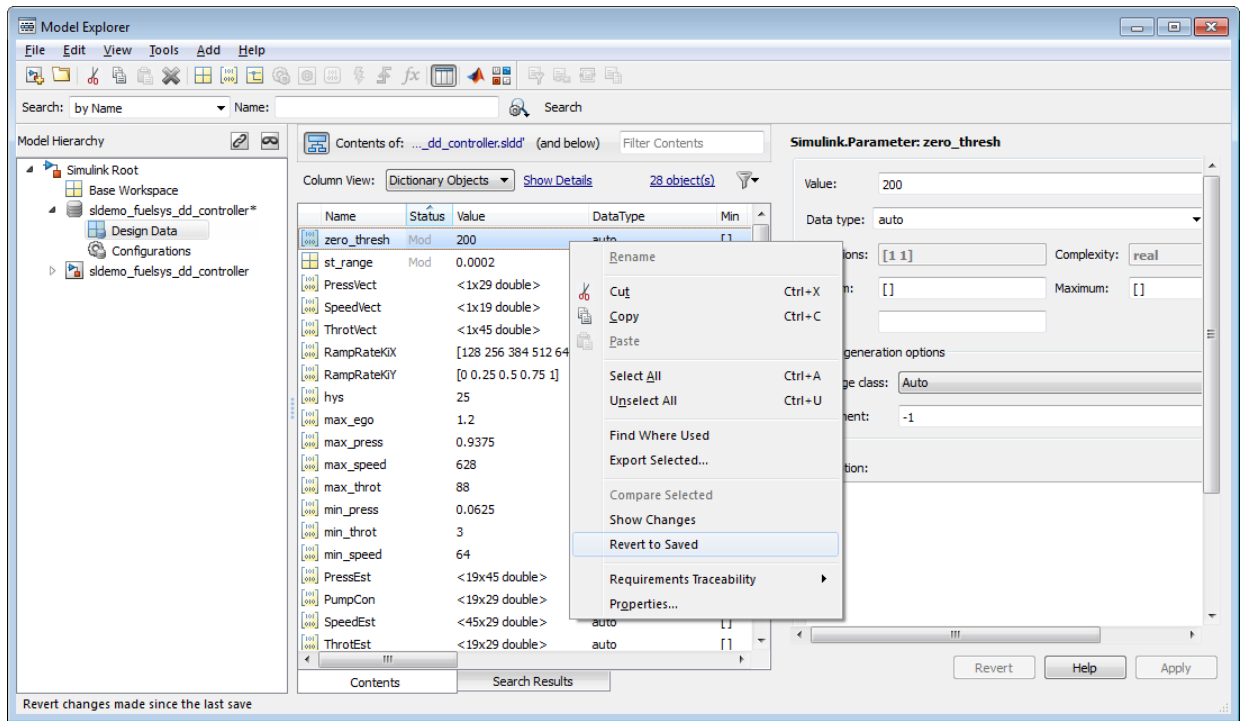 Model Explorer
File Edit View Tools Add Help
Search: by Name Name: Search
Model Hierarchy
Simulink Root
Base Workspace
sldemo_fuelsys_dd_controller*
Design Data
Configurations
sldemo_fuelsys_dd_controller
Contents of: ..._dd_controller.sldd' (and below) Filter Contents
Column View: Dictionary Objects Show Details 28 object(s)
Name Status Value DataType Min
zero_thresh Mod 200 auto []
st_range Mod 0.0002
PressVect <1x29 double>
SpeedVect <1x19 double>
ThrotVect <1x45 double>
RampRateKiX [128 256 384 512 64
RampRateKiY [0 0.25 0.5 0.75 1]
hys 25
max_ego 1.2
max_press 0.9375
max_speed 628
max_throt 88
min_press 0.0625
min_throt 3
min_speed 64
PressEst <19x45 double>
PumpCon <19x29 double>
SpeedEst <45x29 double> auto []
ThrotEst <19x29 double> auto []
Contents Search Results
Rename
Cut Ctrl+X
Copy Ctrl+C
Paste
Select All Ctrl+A
Unselect All Ctrl+U
Find Where Used
Export Selected...
Compare Selected
Show Changes
Revert to Saved
Requirements Traceability
Properties...
Simulink.Parameter: zero_thresh
Value: 200
Data type: auto
ions: [1 1] Complexity: real
m: [] Maximum: []
generation options
ge class: Auto
ment: -1
tion:
Revert Help Apply
Revert changes made since the last save